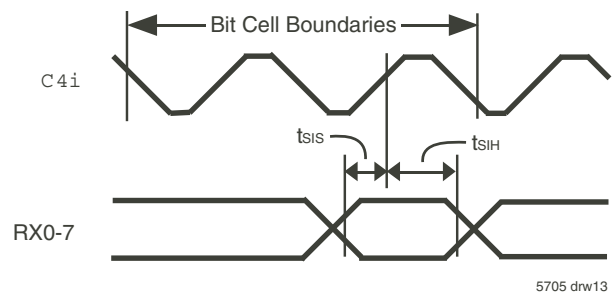 Bit Cell Boundaries
C4i
tSIS
tSIH
RX0-7
5705 drw13